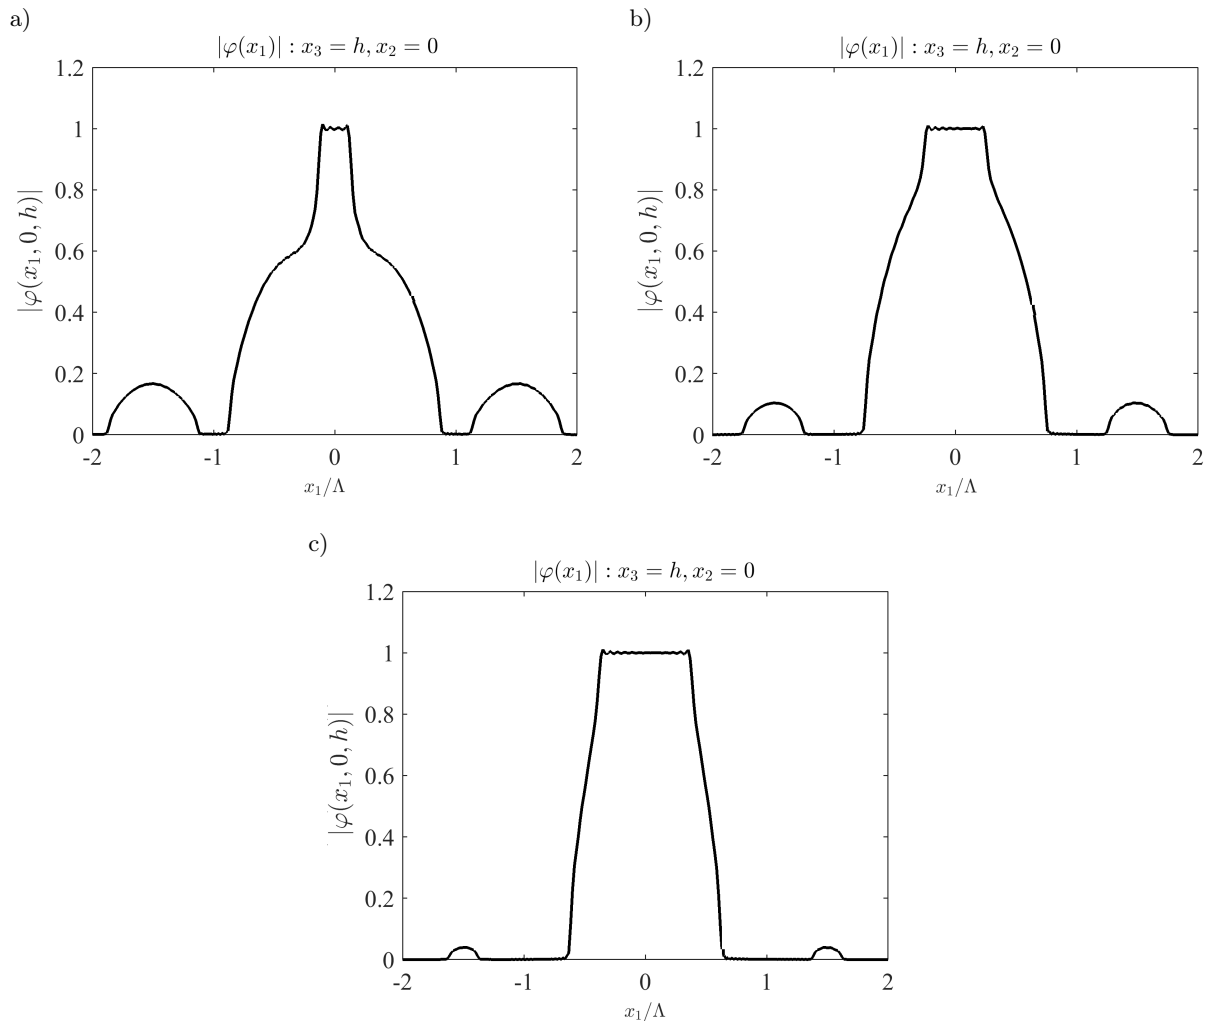 a)
|φ(x₁)| : x₃ = h, x₂ = 0
|φ(x₁, 0, h)|
1.2
1
0.8
0.6
0.4
0.2
0
-2 -1 0 1 2
x₁/Λ
b)
|φ(x₁)| : x₃ = h, x₂ = 0
|φ(x₁, 0, h)|
1.2
1
0.8
0.6
0.4
0.2
0
-2 -1 0 1 2
x₁/Λ
c)
|φ(x₁)| : x₃ = h, x₂ = 0
|φ(x₁, 0, h)|
1.2
1
0.8
0.6
0.4
0.2
0
-2 -1 0 1 2
x₁/Λ